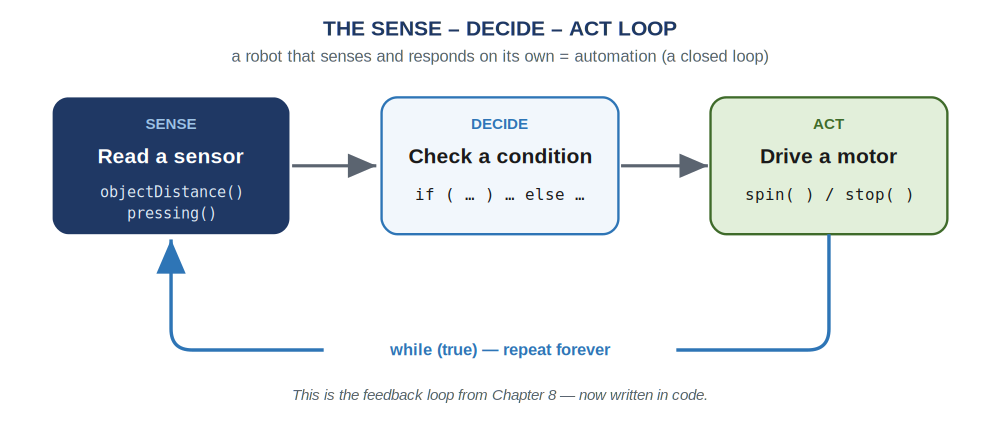 THE SENSE – DECIDE – ACT LOOP
a robot that senses and responds on its own = automation (a closed loop)
SENSE
Read a sensor
objectDistance()
pressing()
DECIDE
Check a condition
if ( … ) … else …
ACT
Drive a motor
spin( ) / stop( )
while (true) — repeat forever
This is the feedback loop from Chapter 8 — now written in code.